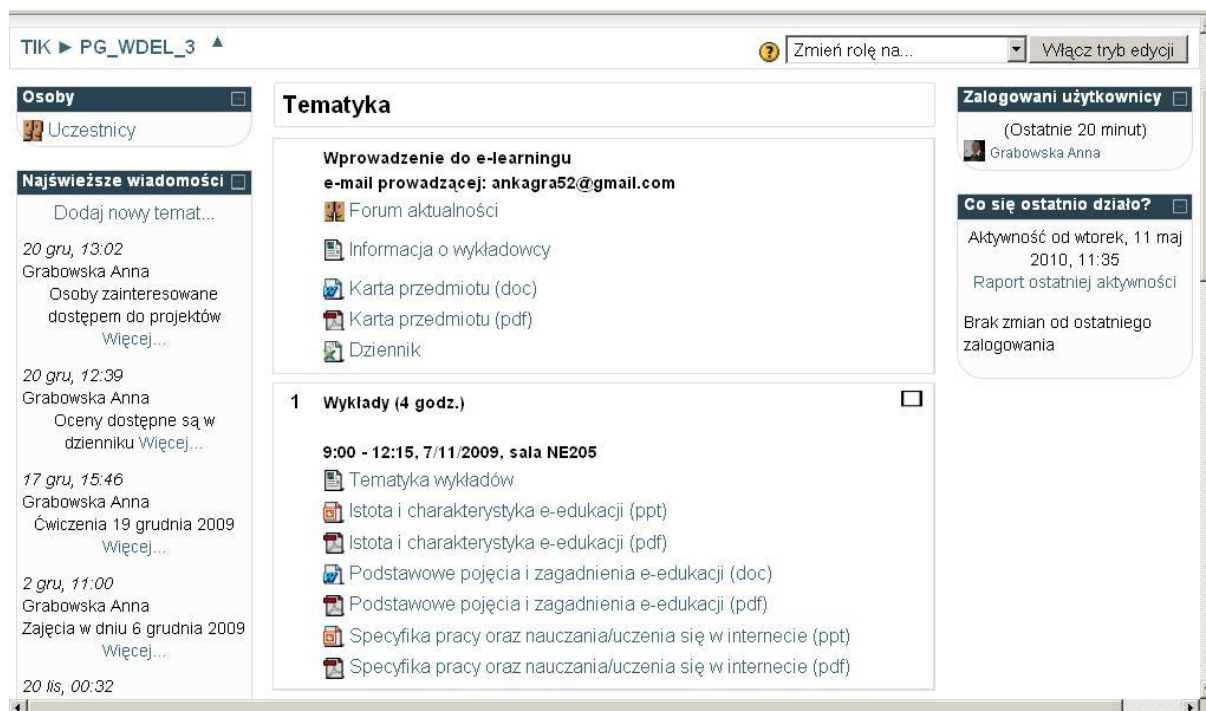 TIK ► PG_WDEL_3 ▲
Zmień rolę na...
Włącz tryb edycji
Osoby
Uczestnicy
Najświeższe wiadomości
Dodaj nowy temat...
20 gru, 13:02
Grabowska Anna
Osoby zainteresowane
dostępem do projektów
Więcej...
20 gru, 12:39
Grabowska Anna
Oceny dostępne są w
dzienniku Więcej...
17 gru, 15:46
Grabowska Anna
Ćwiczenia 19 grudnia 2009
Więcej...
2 gru, 11:00
Grabowska Anna
Zajęcia w dniu 6 grudnia 2009
Więcej...
20 lis, 00:32
Tematyka
Wprowadzenie do e-learningu
e-mail prowadzącej: ankagra52@gmail.com
Forum aktualności
Informacja o wykładowcy
Karta przedmiotu (doc)
Karta przedmiotu (pdf)
Dziennik
1 Wykłady (4 godz.)
9:00 - 12:15, 7/11/2009, sala NE205
Tematyka wykładów
Istota i charakterystyka e-edukacji (ppt)
Istota i charakterystyka e-edukacji (pdf)
Podstawowe pojęcia i zagadnienia e-edukacji (doc)
Podstawowe pojęcia i zagadnienia e-edukacji (pdf)
Specyfika pracy oraz nauczania/uczenia się w internecie (ppt)
Specyfika pracy oraz nauczania/uczenia się w internecie (pdf)
Zalogowani użytkownicy
(Ostatnie 20 minut)
Grabowska Anna
Co się ostatnio działo?
Aktywność od wtorek, 11 maj
2010, 11:35
Raport ostatniej aktywności
Brak zmian od ostatniego
zalogowania